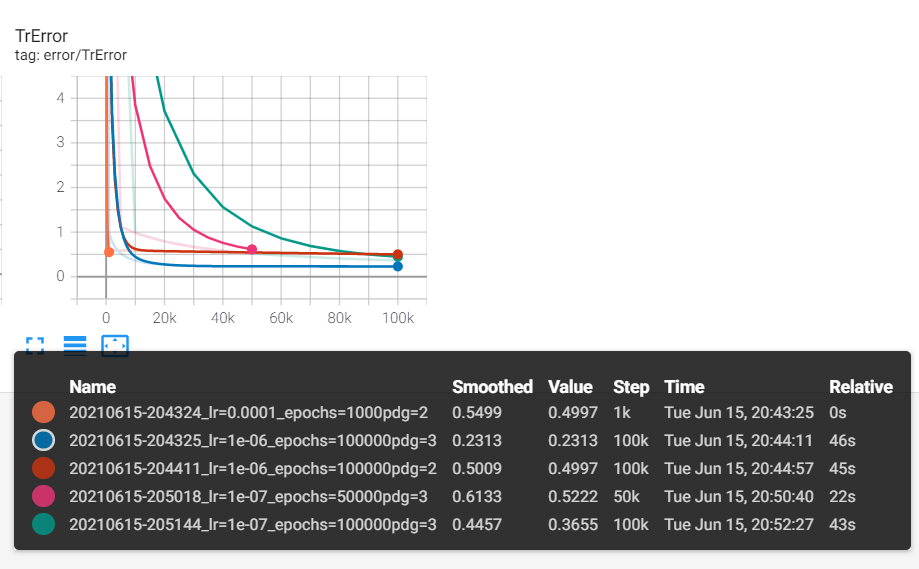 TrError
tag: error/TrError
4
3
2
1
0
0 20k 40k 60k 80k 100k
Name Smoothed Value Step Time Relative
20210615-204324_lr=0.0001_epochs=1000pdg=2 0.5499 0.4997 1k Tue Jun 15, 20:43:25 0s
20210615-204325_lr=1e-06_epochs=100000pdg=3 0.2313 0.2313 100k Tue Jun 15, 20:44:11 46s
20210615-204411_lr=1e-06_epochs=100000pdg=2 0.5009 0.4997 100k Tue Jun 15, 20:44:57 45s
20210615-205018_lr=1e-07_epochs=50000pdg=3 0.6133 0.5222 50k Tue Jun 15, 20:50:40 22s
20210615-205144_lr=1e-07_epochs=100000pdg=3 0.4457 0.3655 100k Tue Jun 15, 20:52:27 43s